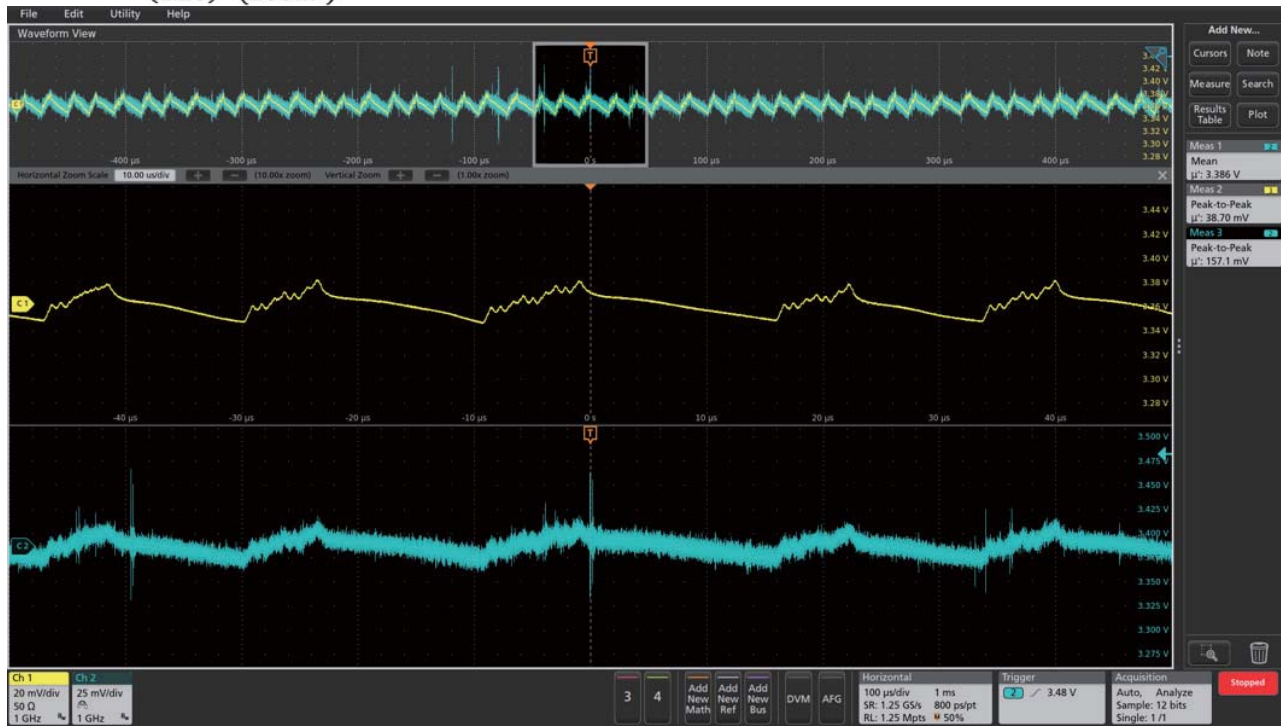 File Edit Utility Help
Waveform View
Add New...
Cursors Note
Measure Search
Results Table Plot
T
3.42 V
3.40 V
3.34 V
3.32 V
3.30 V
3.28 V
-400 µs -300 µs -200 µs -100 µs 0 s 100 µs 200 µs 300 µs 400 µs
Horizontal Zoom Scale 10.00 us/div + − (10.00x zoom) Vertical Zoom + − (1.00x zoom) X
Meas 1 2
Mean
µ': 3.386 V
Meas 2 1
Peak-to-Peak
µ': 38.70 mV
Meas 3 2
Peak-to-Peak
µ': 157.1 mV
3.44 V
3.42 V
3.40 V
3.38 V
C1
3.36 V
3.34 V
3.32 V
3.30 V
3.28 V
-40 µs -30 µs -20 µs -10 µs 0 s 10 µs 20 µs 30 µs 40 µs
T
3.500 V
3.475 V
3.450 V
3.425 V
3.400 V
C2
3.350 V
3.325 V
3.300 V
3.275 V
Ch 1
20 mV/div
50 Ω
1 GHz
Ch 2
25 mV/div
1 GHz
3 4
Add New Math
Add New Ref
Add New Bus
DVM AFG
Horizontal
100 µs/div 1 ms
SR: 1.25 GS/s 800 ps/pt
RL: 1.25 Mpts 50%
Trigger
2 3.48 V
Acquisition
Auto, Analyze
Sample: 12 bits
Single: 1 /1
Stopped